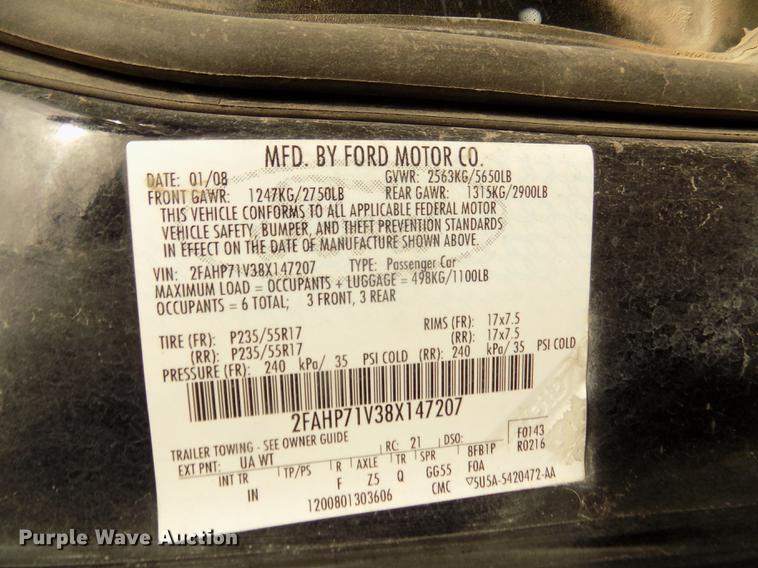 MFD. BY FORD MOTOR CO.
DATE: 01/08 GVWR: 2563KG/5650LB
FRONT GAWR: 1247KG/2750LB REAR GAWR: 1315KG/2900LB
THIS VEHICLE CONFORMS TO ALL APPLICABLE FEDERAL MOTOR
VEHICLE SAFETY, BUMPER, AND THEFT PREVENTION STANDARDS
IN EFFECT ON THE DATE OF MANUFACTURE SHOWN ABOVE.
VIN: 2FAHP71V38X147207 TYPE: Passenger Car
MAXIMUM LOAD = OCCUPANTS + LUGGAGE = 498KG/1100LB
OCCUPANTS = 6 TOTAL; 3 FRONT, 3 REAR
TIRE (FR): P235/55R17 RIMS (FR): 17x7.5
(RR): P235/55R17 (RR): 17x7.5
PRESSURE (FR): 240 kPa/ 35 PSI COLD (RR): 240 kPa/ 35 PSI COLD
2FAHP71V38X147207
TRAILER TOWING - SEE OWNER GUIDE RC: 21 DSO: F0143
EXT PNT: UA WT 8FB1P R0216
INT TR TP/PS R AXLE TR SPR F0A
IN F Z5 Q GG55 CMC ▽5U5A-5420472-AA
1200801303606
Purple Wave Auction